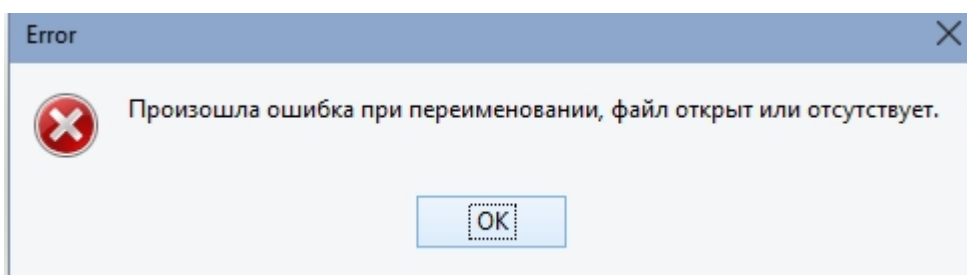 Error
Произошла ошибка при переименовании, файл открыт или отсутствует.
OK